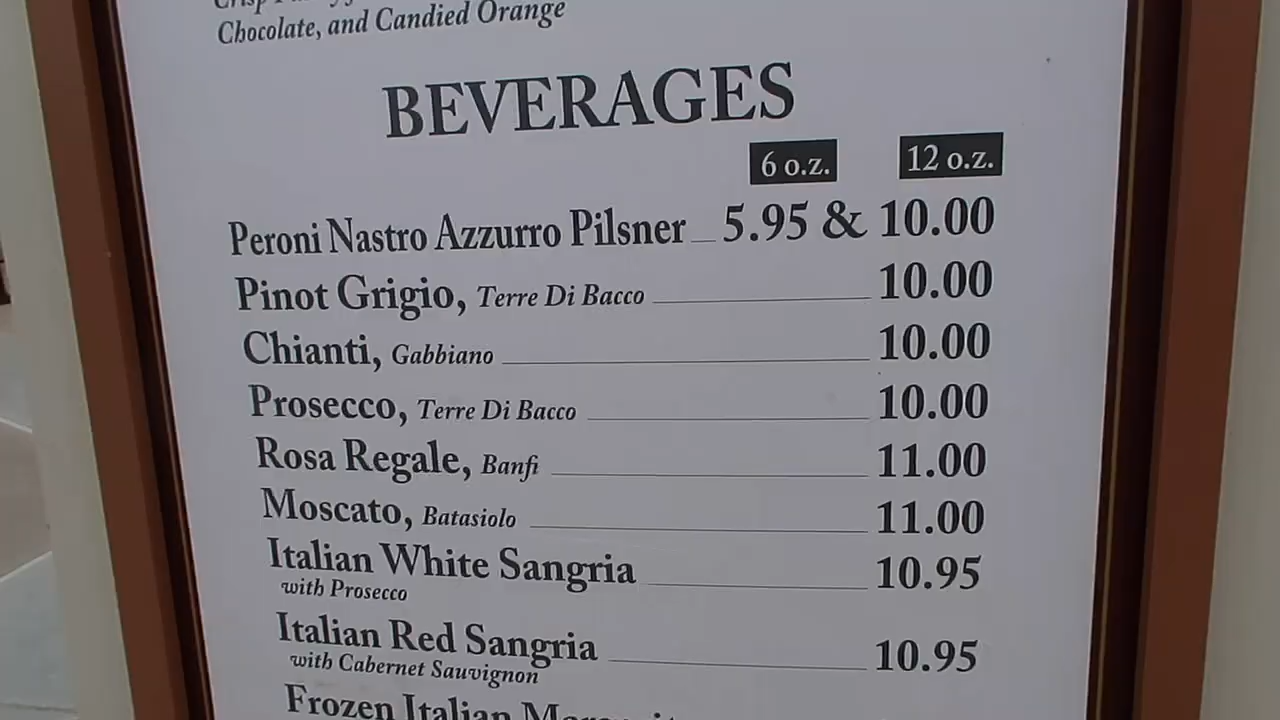 Chocolate, and Candied Orange
BEVERAGES
6 o.z. 12 o.z.
Peroni Nastro Azzurro Pilsner 5.95 & 10.00
Pinot Grigio, Terre Di Bacco 10.00
Chianti, Gabbiano 10.00
Prosecco, Terre Di Bacco 10.00
Rosa Regale, Banfi 11.00
Moscato, Batasiolo 11.00
Italian White Sangria 10.95
with Prosecco
Italian Red Sangria 10.95
with Cabernet Sauvignon
Frozen Italian